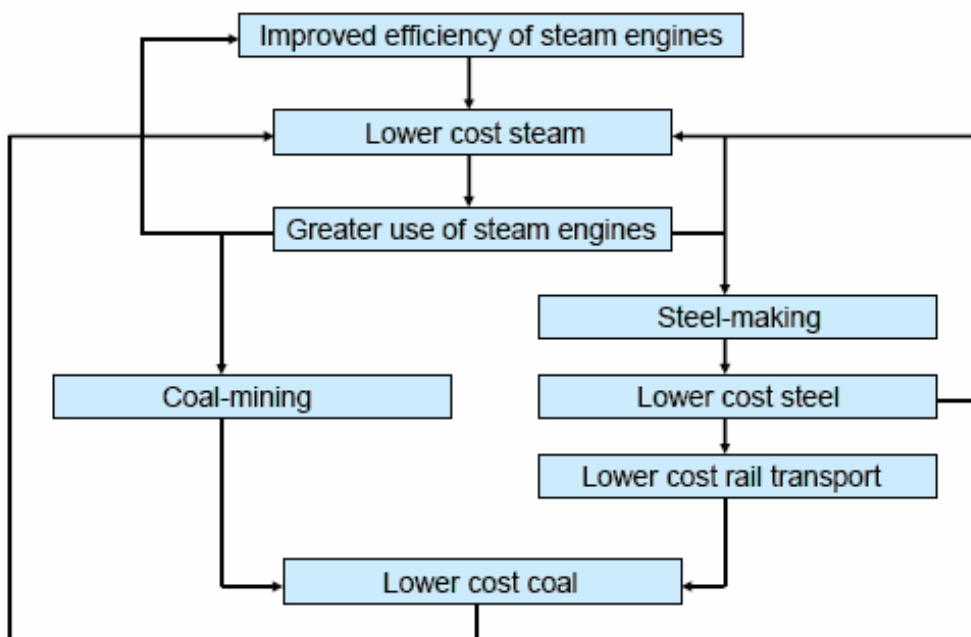 Improved efficiency of steam engines
Lower cost steam
Greater use of steam engines
Steel-making
Coal-mining
Lower cost steel
Lower cost rail transport
Lower cost coal